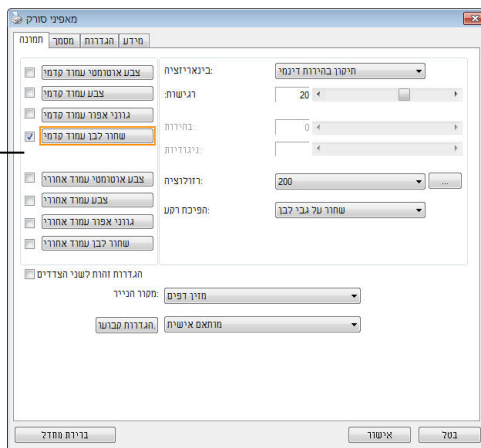 מאפיני סורק
תמונה מסמך הגדרות מידע
צבע אוטומטי עמוד קדמי
צבע עמוד קדמי
גווני אפור עמוד קדמי
שחור לבן עמוד קדמי
צבע אוטומטי עמוד אחורי
צבע עמוד אחורי
גווני אפור עמוד אחורי
שחור לבן עמוד אחורי
בינאריזציה: תיקון בהירות דינמי
רגישות: 20
בהירות: 0
ניגודיות:
רזולוציה: 200 ...
הפיכת רקע: שחור על גבי לבן
הגדרות זהות לשני הצדדים
מקור הנייר: מזין דפים
הגדרות קבוער. מותאם אישית
ברירת מחדל אישור בטל